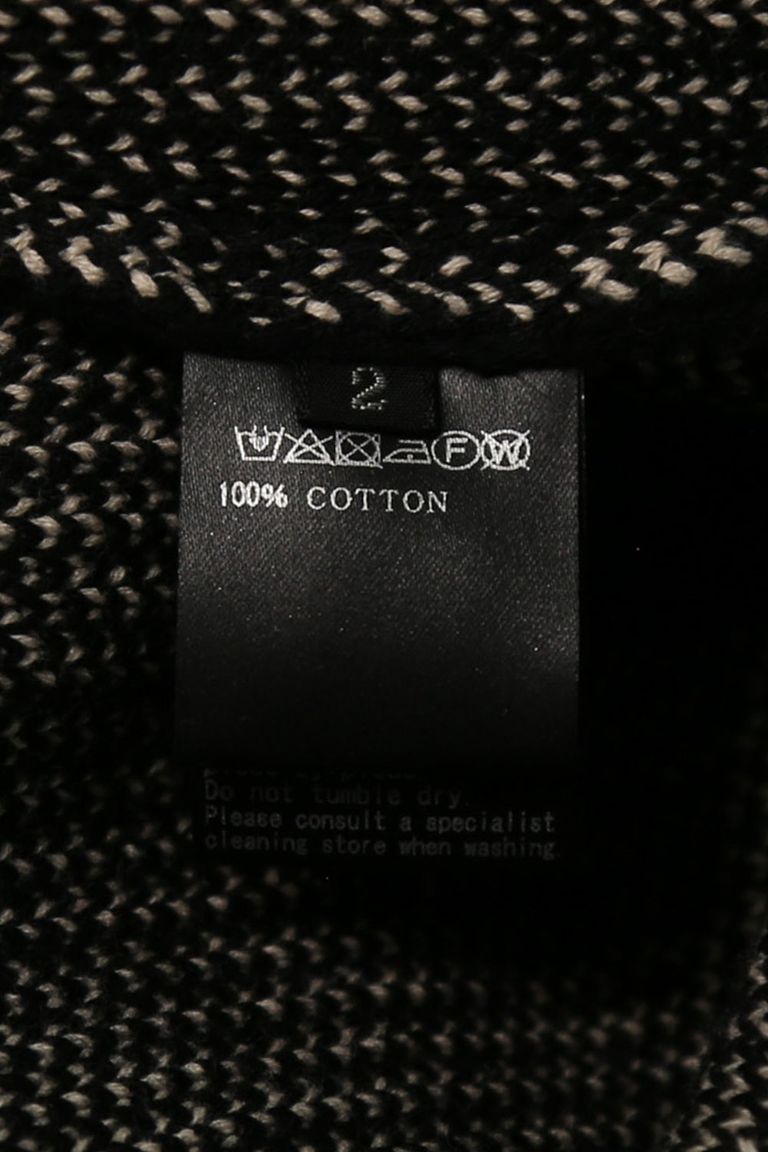 2
F W
100% COTTON
Do not tumble dry.
Please consult a specialist
cleaning store when washing.